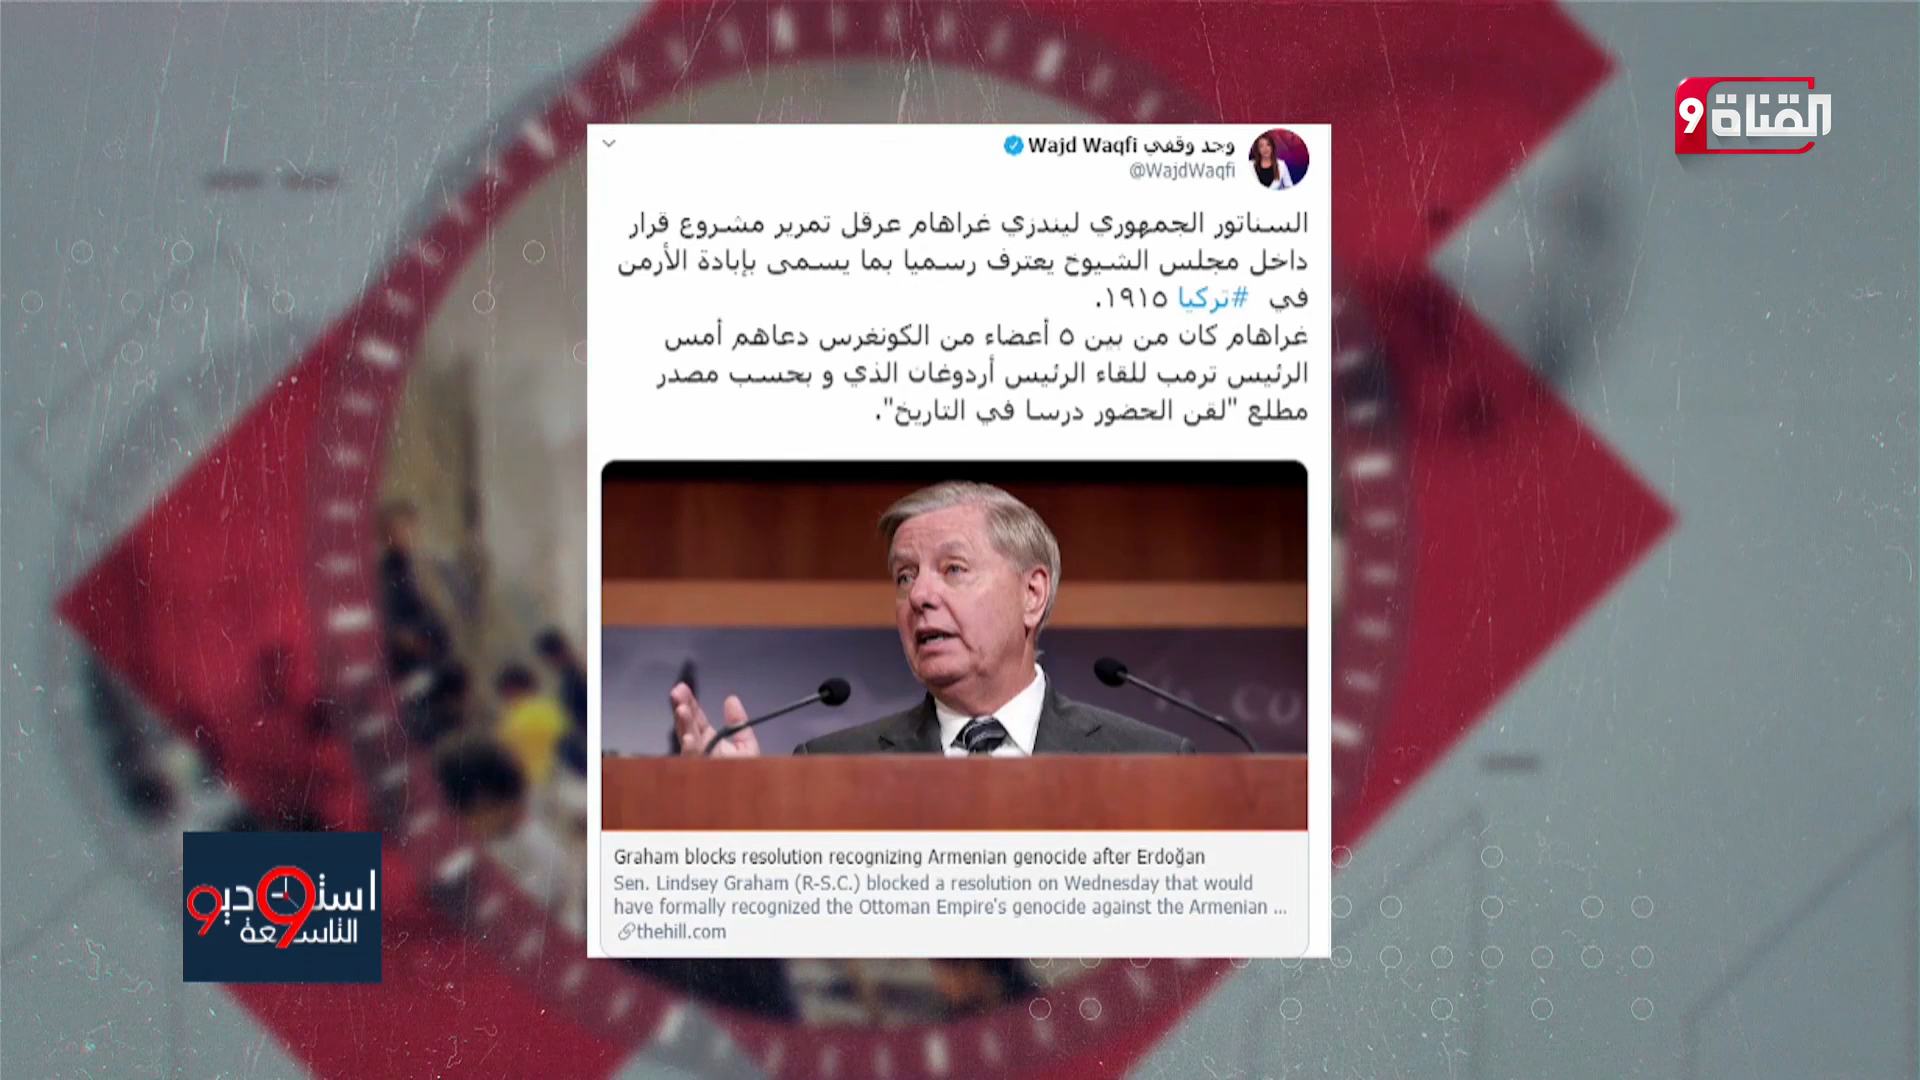 القناة 9
وجد وقفي Wajd Waqfi
@WajdWaqfi
السناتور الجمهوري ليندزي غراهام عرقل تمرير مشروع قرار
داخل مجلس الشيوخ يعترف رسميا بما يسمى بإبادة الأرمن
في #تركيا ١٩١٥.
غراهام كان من بين ٥ أعضاء من الكونغرس دعاهم أمس
الرئيس ترمب للقاء الرئيس أردوغان الذي و بحسب مصدر
مطلع "لقن الحضور درسا في التاريخ".
Graham blocks resolution recognizing Armenian genocide after Erdoğan
Sen. Lindsey Graham (R-S.C.) blocked a resolution on Wednesday that would
have formally recognized the Ottoman Empire's genocide against the Armenian ...
thehill.com
استوديو 9
التاسعة